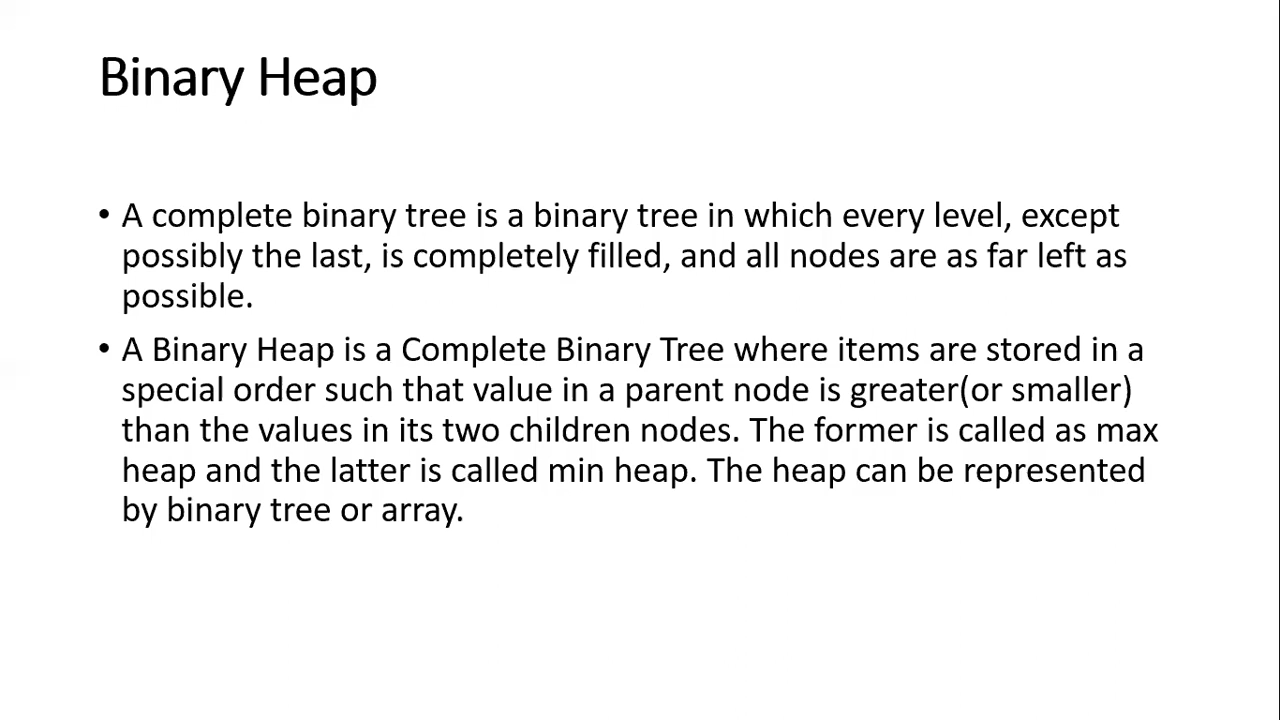 Binary Heap
• A complete binary tree is a binary tree in which every level, except
possibly the last, is completely filled, and all nodes are as far left as
possible.
• A Binary Heap is a Complete Binary Tree where items are stored in a
special order such that value in a parent node is greater(or smaller)
than the values in its two children nodes. The former is called as max
heap and the latter is called min heap. The heap can be represented
by binary tree or array.